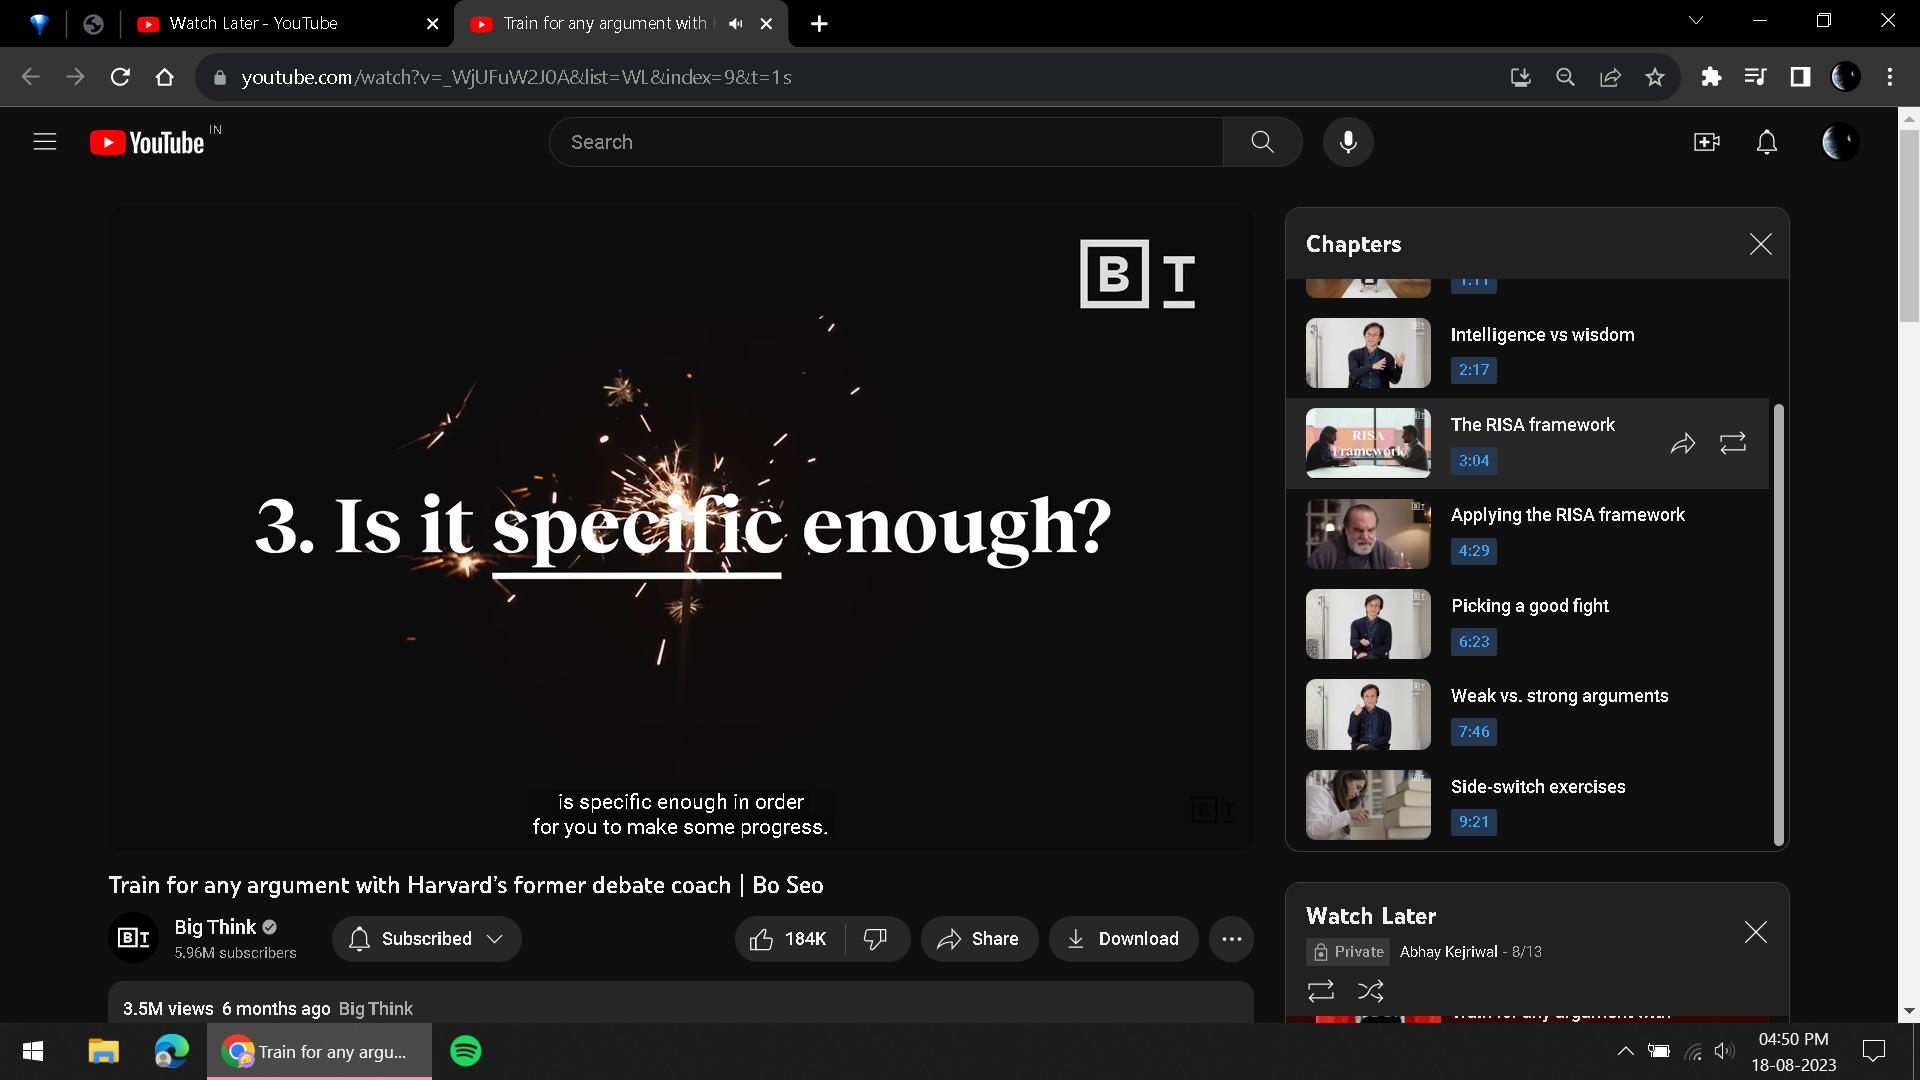 Watch Later - YouTube
Train for any argument with
youtube.com/watch?v=_WjUFuW2J0A&list=WL&index=9&t=1s
YouTube IN
Search
B T
3. Is it specific enough?
is specific enough in order
for you to make some progress.
B T
Chapters
1:11
Intelligence vs wisdom
2:17
RISA
Framework
The RISA framework
3:04
Applying the RISA framework
4:29
Picking a good fight
6:23
Weak vs. strong arguments
7:46
Side-switch exercises
9:21
Train for any argument with Harvard's former debate coach | Bo Seo
BT
Big Think
5.96M subscribers
Subscribed
184K
Share
Download
3.5M views 6 months ago Big Think
Watch Later
Private Abhay Kejriwal - 8/13
Train for any argument with
Train for any argu...
04:50 PM
18-08-2023